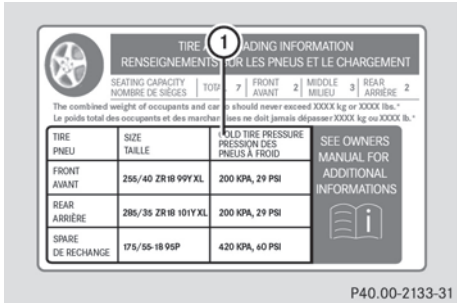 1
TIRE AND LOADING INFORMATION
RENSEIGNEMENTS SUR LES PNEUS ET LE CHARGEMENT
SEATING CAPACITY
NOMBRE DE SIÈGES
TOTAL 7
FRONT
AVANT 2
MIDDLE
MILIEU 3
REAR
ARRIÈRE 2
The combined weight of occupants and cargo should never exceed XXXX kg or XXXX lbs.*
Le poids total des occupants et des marchandises ne doit jamais dépasser XXXX kg ou XXXX lb.*
TIRE
PNEU
SIZE
TAILLE
COLD TIRE PRESSURE
PRESSION DES
PNEUS À FROID
SEE OWNERS
MANUAL FOR
ADDITIONAL
INFORMATIONS
FRONT
AVANT
255/40 ZR18 99Y XL
200 KPA, 29 PSI
REAR
ARRIÈRE
285/35 ZR18 101Y XL
200 KPA, 29 PSI
SPARE
DE RECHANGE
175/55-18 95P
420 KPA, 60 PSI
i
P40.00-2133-31